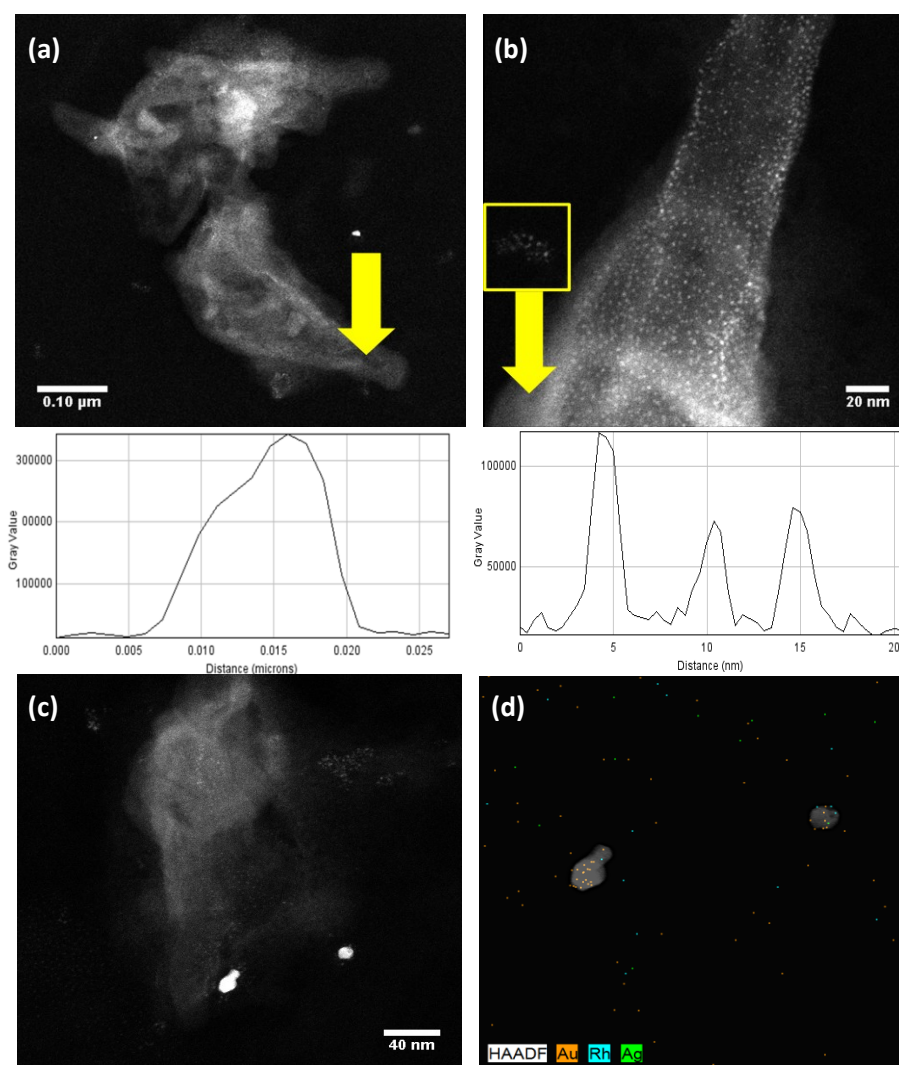 (a)
(b)
0.10 µm
20 nm
300000
00000
100000
Gray Value
0.000
0.005
0.010
0.015
0.020
0.025
Distance (microns)
100000
50000
Gray Value
0
5
10
15
20
Distance (nm)
(c)
(d)
40 nm
HAADF Au Rh Ag